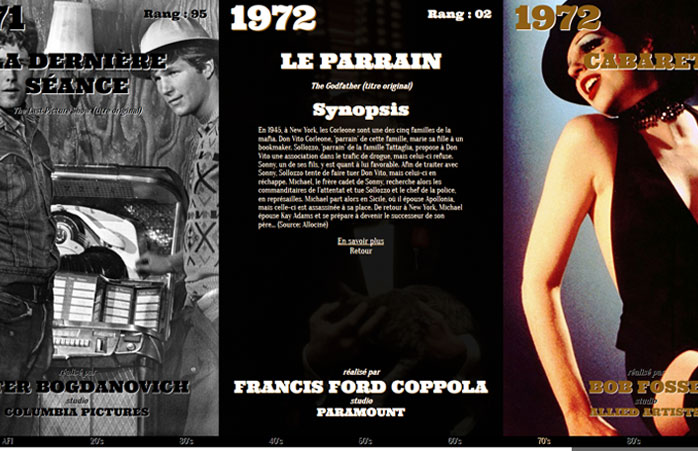 71
Rang : 95
LA DERNIÈRE
SÉANCE
The Last Picture Show (titre original)
réalisé par
TER BOGDANOVICH
studio
COLUMBIA PICTURES
1972
Rang : 02
LE PARRAIN
The Godfather (titre original)
Synopsis
En 1945, à New York, les Corleone sont une des cinq familles de la
mafia. Don Vito Corleone, 'parrain' de cette famille, marie sa fille à un
bookmaker. Sollozzo, 'parrain' de la famille Tattaglia, propose à Don
Vito une association dans le trafic de drogue, mais celui-ci refuse.
Sonny, un de ses fils, y est quant à lui favorable. Afin de traiter avec
Sonny, Sollozzo tente de faire tuer Don Vito, mais celui-ci en
réchappe. Michael, le frère cadet de Sonny, recherche alors les
commanditaires de l'attentat et tue Sollozzo et le chef de la police,
en représailles. Michael part alors en Sicile, où il épouse Apollonia,
mais celle-ci est assassinée à sa place. De retour à New York, Michael
épouse Kay Adams et se prépare à devenir le successeur de son
père... (Source: Allociné)
En savoir plus
Retour
réalisé par
FRANCIS FORD COPPOLA
studio
PARAMOUNT
1972
CABARET
réalisé par
BOB FOSSE
studio
ALLIED ARTISTS
AFI 20's 30's 40's 50's 60's 70's 80's